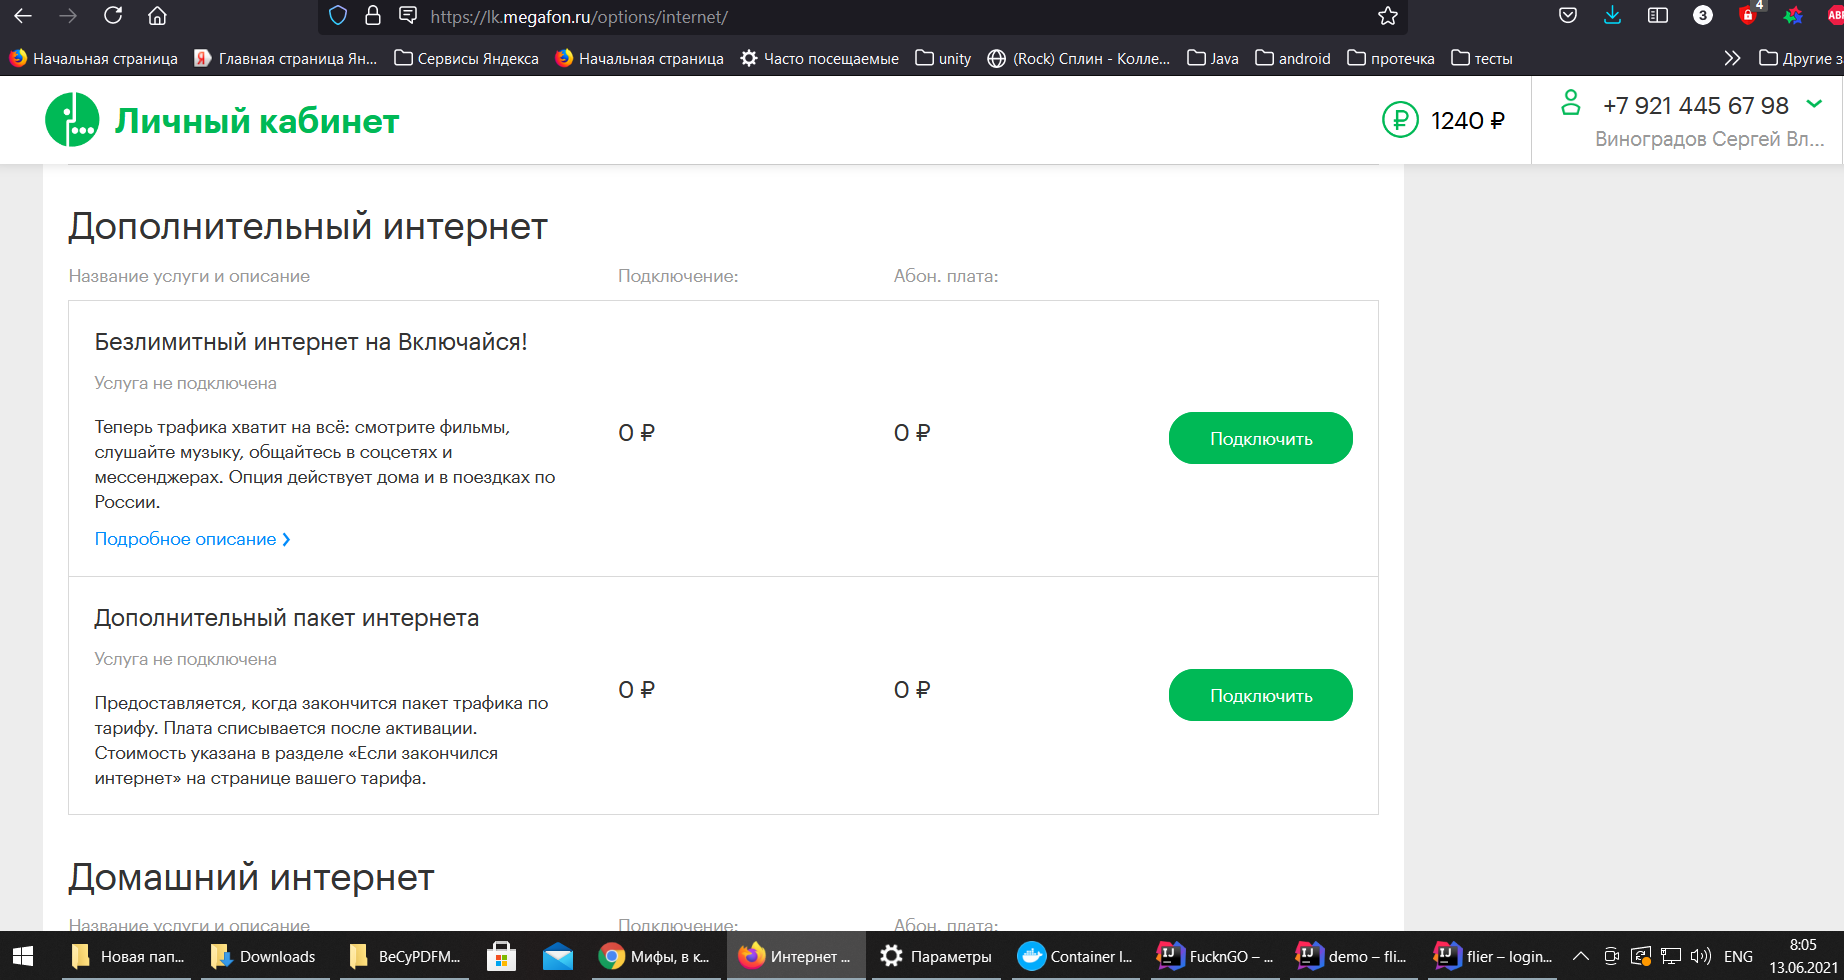 https://lk.megafon.ru/options/internet/
4
3
ABP
Начальная страница
Главная страница Ян...
Сервисы Яндекса
Начальная страница
Часто посещаемые
unity
(Rock) Сплин - Колле...
Java
android
протечка
тесты
Другие з
Личный кабинет
1240 ₽
+7 921 445 67 98
Виноградов Сергей Вл...
Дополнительный интернет
Название услуги и описание
Подключение:
Абон. плата:
Безлимитный интернет на Включайся!
Услуга не подключена
Теперь трафика хватит на всё: смотрите фильмы,
слушайте музыку, общайтесь в соцсетях и
мессенджерах. Опция действует дома и в поездках по
России.
Подробное описание
0 ₽
0 ₽
Подключить
Дополнительный пакет интернета
Услуга не подключена
Предоставляется, когда закончится пакет трафика по
тарифу. Плата списывается после активации.
Стоимость указана в разделе «Если закончился
интернет» на странице вашего тарифа.
0 ₽
0 ₽
Подключить
Домашний интернет
Название услуги и описание
Подключение:
Абон. плата:
Новая пап...
Downloads
BeCyPDFM...
Мифы, в к...
Интернет ...
Параметры
Container l...
FucknGO – ...
demo – fli...
flier – login...
ENG
8:05
13.06.2021